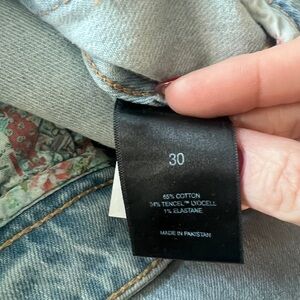 30
65% COTTON
34% TENCEL™ LYOCELL
1% ELASTANE
MADE IN PAKISTAN